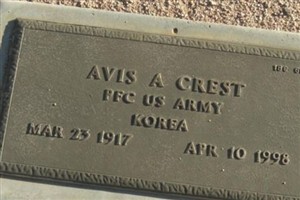 AVIS A CREST
PFC US ARMY
KOREA
MAR 23 1917 APR 10 1998